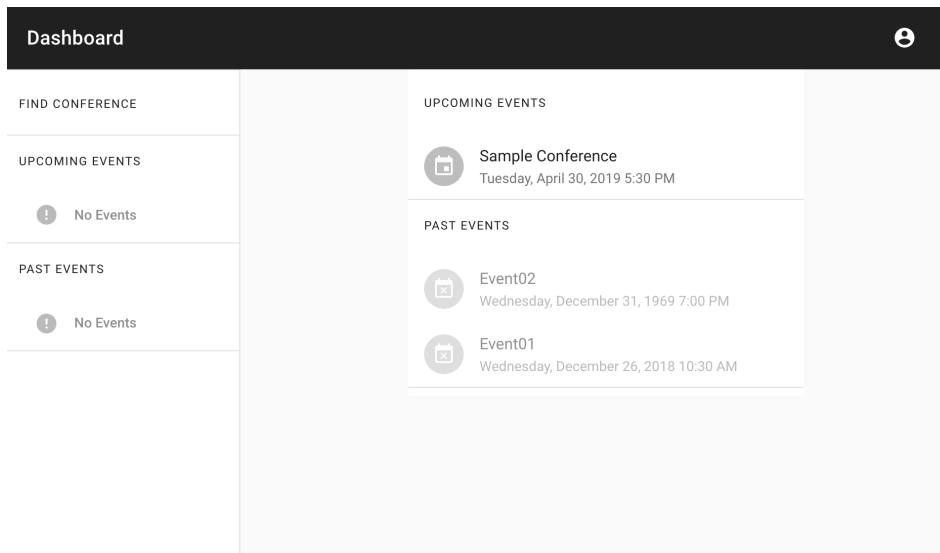 Dashboard
FIND CONFERENCE
UPCOMING EVENTS
No Events
PAST EVENTS
No Events
UPCOMING EVENTS
Sample Conference
Tuesday, April 30, 2019 5:30 PM
PAST EVENTS
Event02
Wednesday, December 31, 1969 7:00 PM
Event01
Wednesday, December 26, 2018 10:30 AM